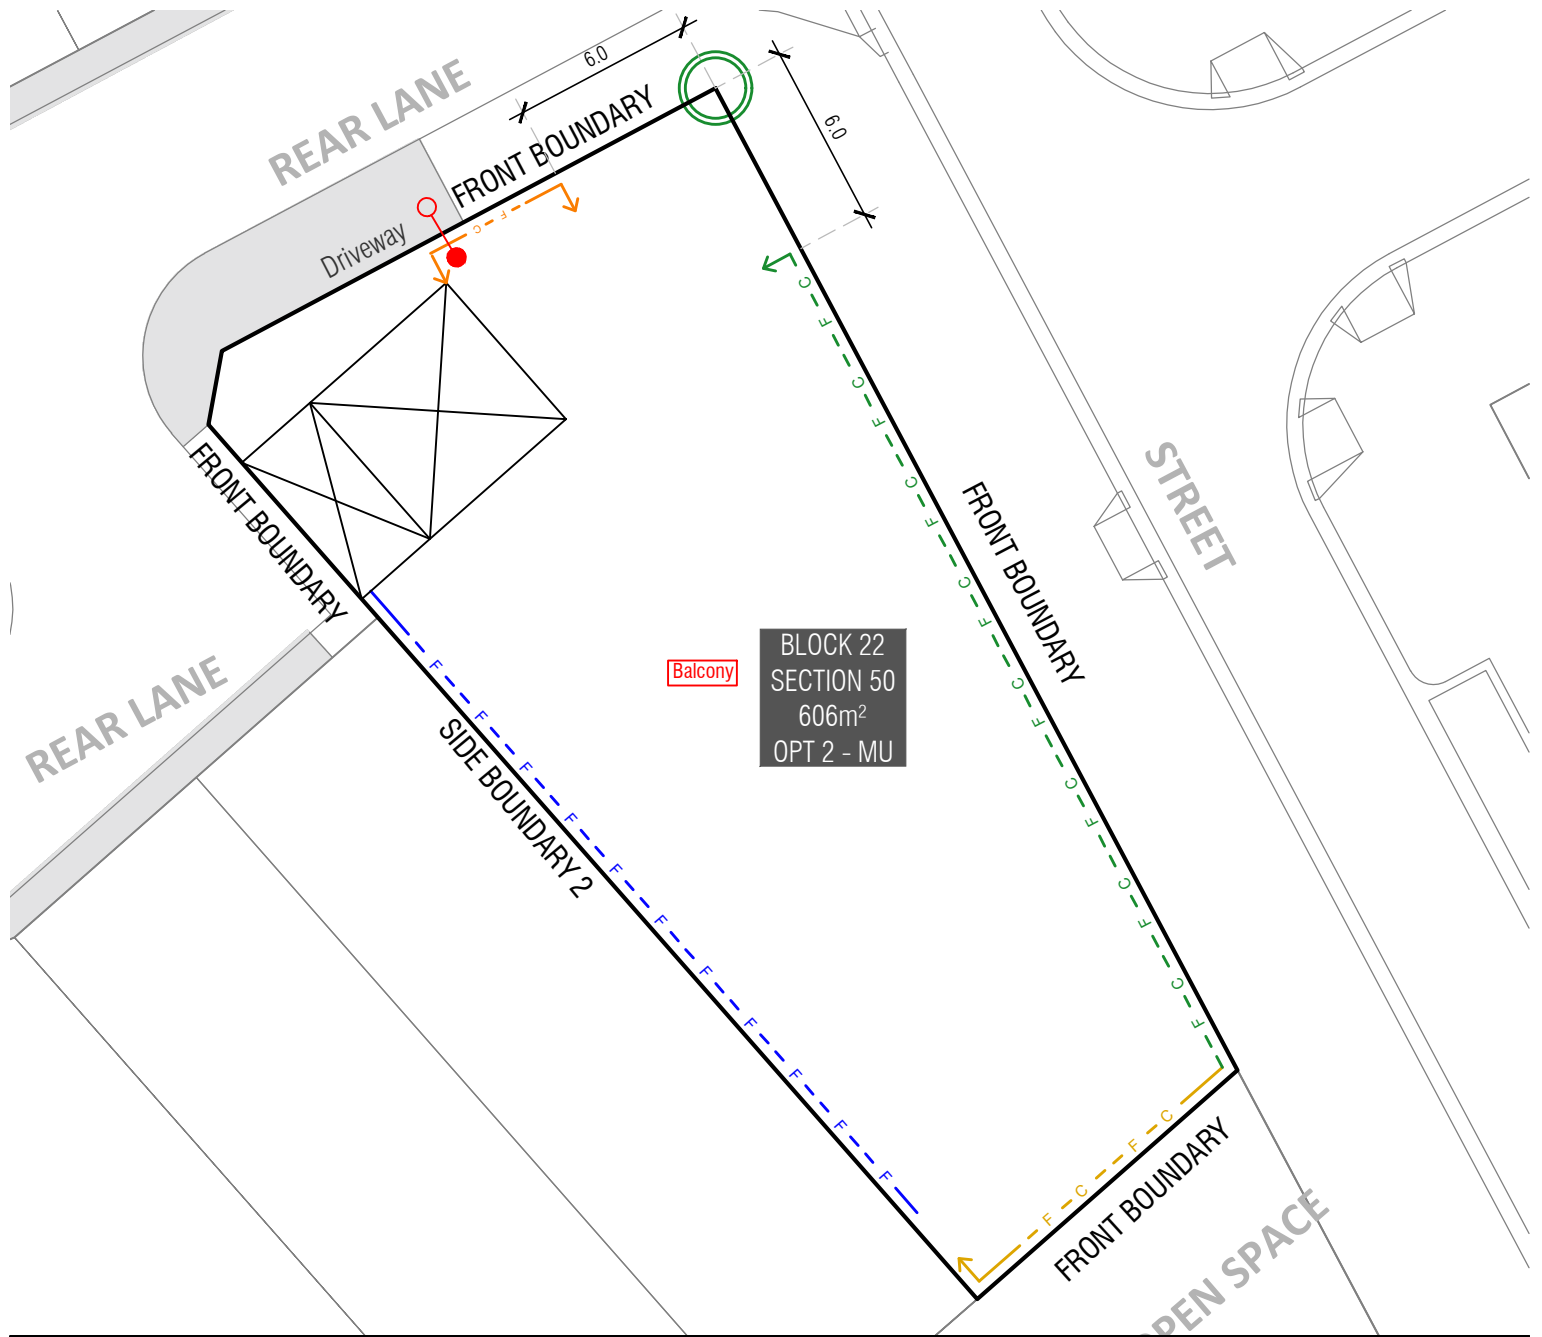 6.0
REAR LANE
FRONT BOUNDARY
6.0
Driveway
C F
FRONT BOUNDARY
STREET
FRONT BOUNDARY
C F C F C F C F C F C F C F C F
BLOCK 22
SECTION 50
606m²
OPT 2 - MU
Balcony
REAR LANE
SIDE BOUNDARY 2
F F F F F F F F F F F
F C F C
FRONT BOUNDARY
OPEN SPACE